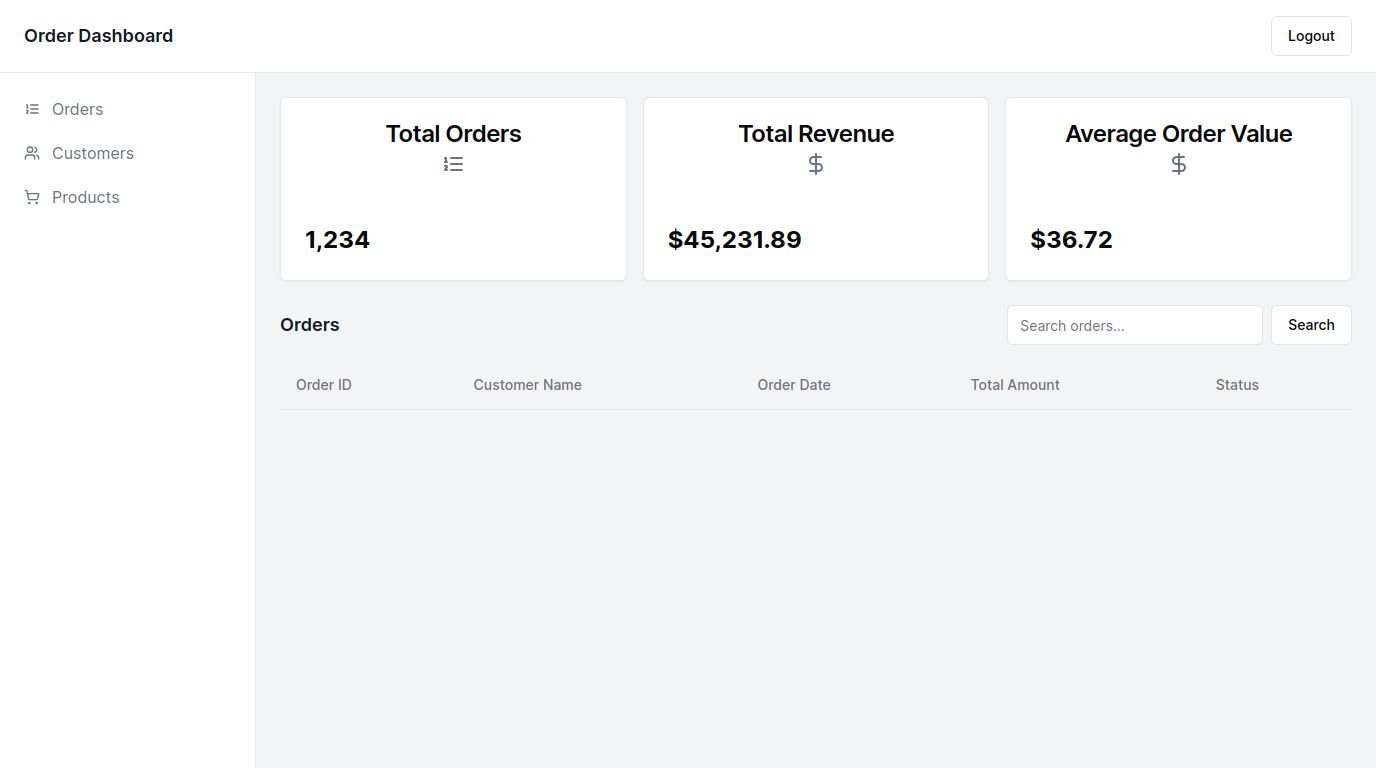 Order Dashboard
Logout
Orders
Customers
Products
Total Orders
1,234
Total Revenue
$45,231.89
Average Order Value
$36.72
Orders
Search orders...
Search
Order ID Customer Name Order Date Total Amount Status